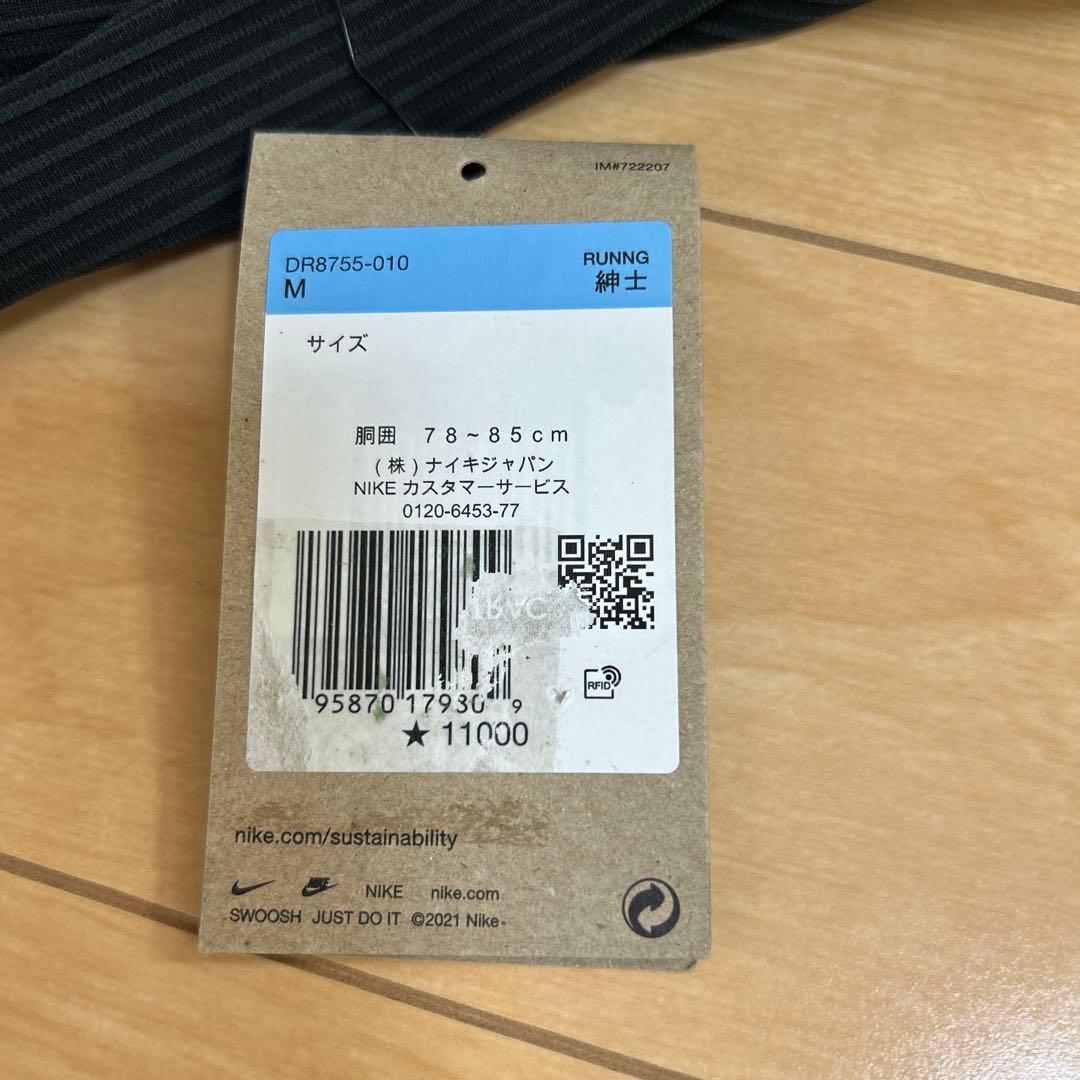 IM#722207
DR8755-010
M
RUNNG
紳士
サイズ
胴囲 78~85cm
(株)ナイキジャパン
NIKE カスタマーサービス
0120-6453-77
RFID
95870 17930 9
★ 11000
nike.com/sustainability
NIKE nike.com
SWOOSH JUST DO IT ©2021 Nike